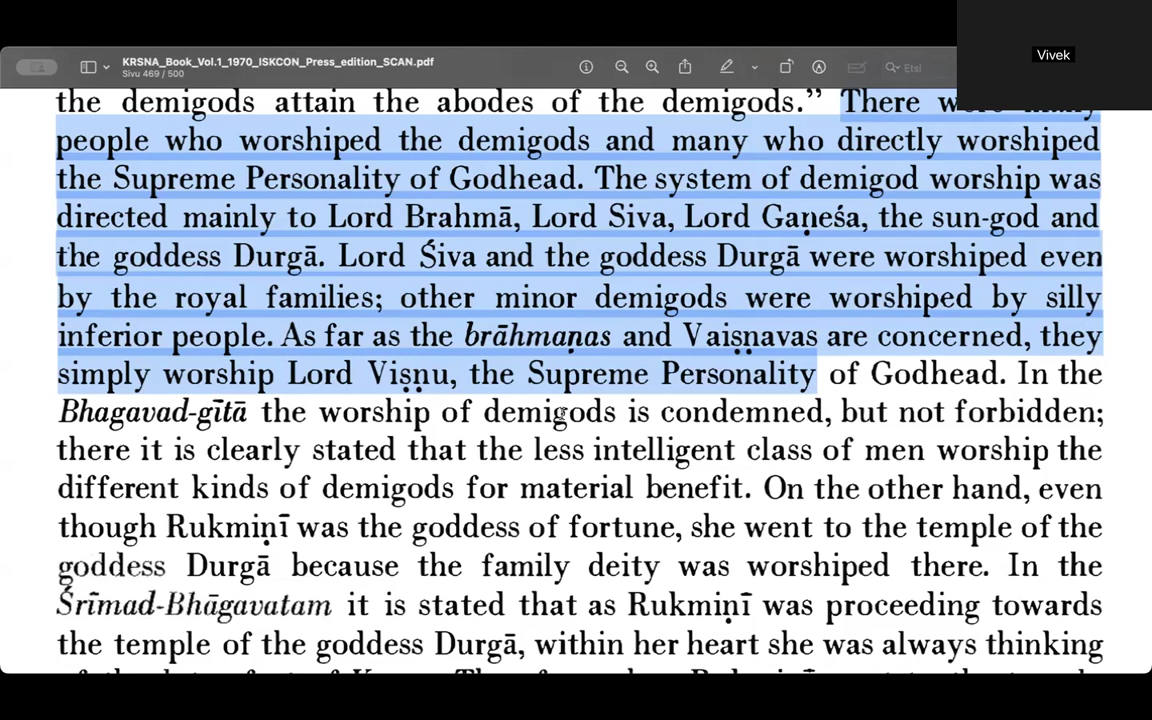 KRSNA_Book_Vol.1_1970_ISKCON_Press_edition_SCAN.pdf
Sivu 469 / 500
Etsi
Vivek
the demigods attain the abodes of the demigods.” There were many
people who worshiped the demigods and many who directly worshiped
the Supreme Personality of Godhead. The system of demigod worship was
directed mainly to Lord Brahmā, Lord Siva, Lord Gaṇeśa, the sun-god and
the goddess Durgā. Lord Śiva and the goddess Durgā were worshiped even
by the royal families; other minor demigods were worshiped by silly
inferior people. As far as the brāhmaṇas and Vaiṣṇavas are concerned, they
simply worship Lord Viṣṇu, the Supreme Personality of Godhead. In the
Bhagavad-gītā the worship of demigods is condemned, but not forbidden;
there it is clearly stated that the less intelligent class of men worship the
different kinds of demigods for material benefit. On the other hand, even
though Rukmiṇī was the goddess of fortune, she went to the temple of the
goddess Durgā because the family deity was worshiped there. In the
Śrīmad-Bhāgavatam it is stated that as Rukmiṇī was proceeding towards
the temple of the goddess Durgā, within her heart she was always thinking